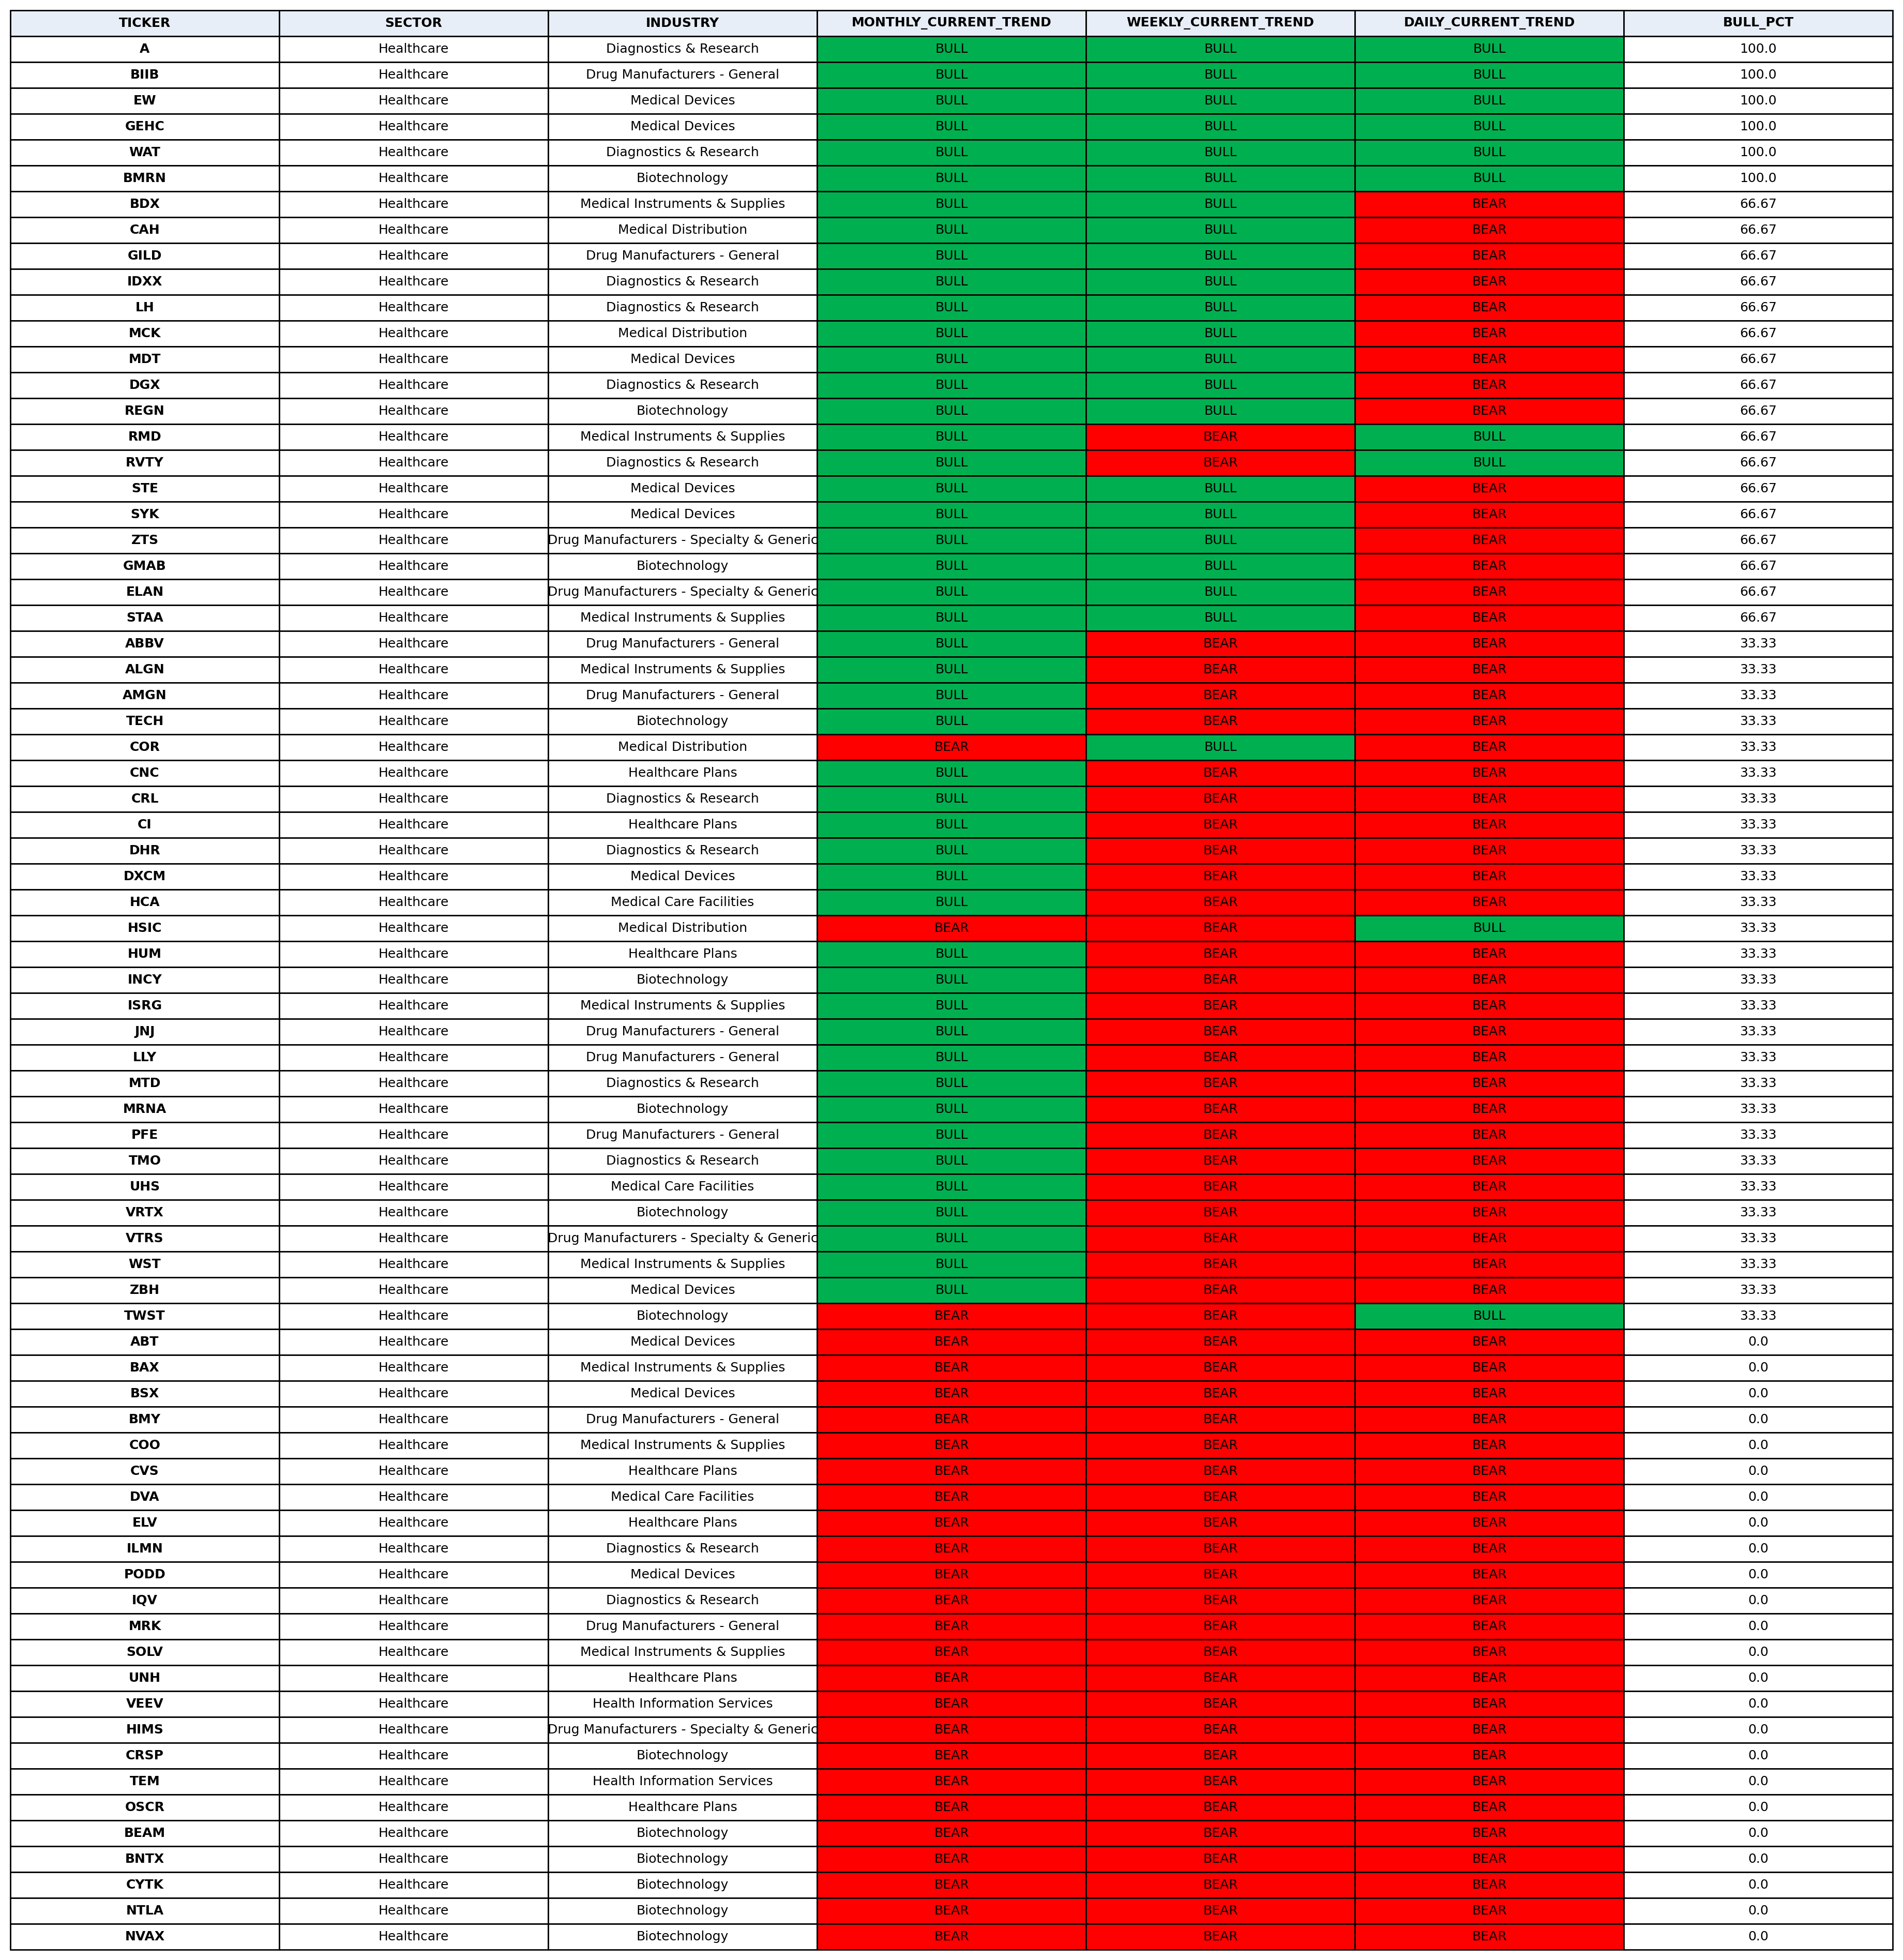 TICKER SECTOR INDUSTRY MONTHLY_CURRENT_TREND WEEKLY_CURRENT_TREND DAILY_CURRENT_TREND BULL_PCT
A Healthcare Diagnostics & Research BULL BULL BULL 100.0
BIIB Healthcare Drug Manufacturers - General BULL BULL BULL 100.0
EW Healthcare Medical Devices BULL BULL BULL 100.0
GEHC Healthcare Medical Devices BULL BULL BULL 100.0
WAT Healthcare Diagnostics & Research BULL BULL BULL 100.0
BMRN Healthcare Biotechnology BULL BULL BULL 100.0
BDX Healthcare Medical Instruments & Supplies BULL BULL BEAR 66.67
CAH Healthcare Medical Distribution BULL BULL BEAR 66.67
GILD Healthcare Drug Manufacturers - General BULL BULL BEAR 66.67
IDXX Healthcare Diagnostics & Research BULL BULL BEAR 66.67
LH Healthcare Diagnostics & Research BULL BULL BEAR 66.67
MCK Healthcare Medical Distribution BULL BULL BEAR 66.67
MDT Healthcare Medical Devices BULL BULL BEAR 66.67
DGX Healthcare Diagnostics & Research BULL BULL BEAR 66.67
REGN Healthcare Biotechnology BULL BULL BEAR 66.67
RMD Healthcare Medical Instruments & Supplies BULL BEAR BULL 66.67
RVTY Healthcare Diagnostics & Research BULL BEAR BULL 66.67
STE Healthcare Medical Devices BULL BULL BEAR 66.67
SYK Healthcare Medical Devices BULL BULL BEAR 66.67
ZTS Healthcare Drug Manufacturers - Specialty & Generic BULL BULL BEAR 66.67
GMAB Healthcare Biotechnology BULL BULL BEAR 66.67
ELAN Healthcare Drug Manufacturers - Specialty & Generic BULL BULL BEAR 66.67
STAA Healthcare Medical Instruments & Supplies BULL BULL BEAR 66.67
ABBV Healthcare Drug Manufacturers - General BULL BEAR BEAR 33.33
ALGN Healthcare Medical Instruments & Supplies BULL BEAR BEAR 33.33
AMGN Healthcare Drug Manufacturers - General BULL BEAR BEAR 33.33
TECH Healthcare Biotechnology BULL BEAR BEAR 33.33
COR Healthcare Medical Distribution BEAR BULL BEAR 33.33
CNC Healthcare Healthcare Plans BULL BEAR BEAR 33.33
CRL Healthcare Diagnostics & Research BULL BEAR BEAR 33.33
CI Healthcare Healthcare Plans BULL BEAR BEAR 33.33
DHR Healthcare Diagnostics & Research BULL BEAR BEAR 33.33
DXCM Healthcare Medical Devices BULL BEAR BEAR 33.33
HCA Healthcare Medical Care Facilities BULL BEAR BEAR 33.33
HSIC Healthcare Medical Distribution BEAR BEAR BULL 33.33
HUM Healthcare Healthcare Plans BULL BEAR BEAR 33.33
INCY Healthcare Biotechnology BULL BEAR BEAR 33.33
ISRG Healthcare Medical Instruments & Supplies BULL BEAR BEAR 33.33
JNJ Healthcare Drug Manufacturers - General BULL BEAR BEAR 33.33
LLY Healthcare Drug Manufacturers - General BULL BEAR BEAR 33.33
MTD Healthcare Diagnostics & Research BULL BEAR BEAR 33.33
MRNA Healthcare Biotechnology BULL BEAR BEAR 33.33
PFE Healthcare Drug Manufacturers - General BULL BEAR BEAR 33.33
TMO Healthcare Diagnostics & Research BULL BEAR BEAR 33.33
UHS Healthcare Medical Care Facilities BULL BEAR BEAR 33.33
VRTX Healthcare Biotechnology BULL BEAR BEAR 33.33
VTRS Healthcare Drug Manufacturers - Specialty & Generic BULL BEAR BEAR 33.33
WST Healthcare Medical Instruments & Supplies BULL BEAR BEAR 33.33
ZBH Healthcare Medical Devices BULL BEAR BEAR 33.33
TWST Healthcare Biotechnology BEAR BEAR BULL 33.33
ABT Healthcare Medical Devices BEAR BEAR BEAR 0.0
BAX Healthcare Medical Instruments & Supplies BEAR BEAR BEAR 0.0
BSX Healthcare Medical Devices BEAR BEAR BEAR 0.0
BMY Healthcare Drug Manufacturers - General BEAR BEAR BEAR 0.0
COO Healthcare Medical Instruments & Supplies BEAR BEAR BEAR 0.0
CVS Healthcare Healthcare Plans BEAR BEAR BEAR 0.0
DVA Healthcare Medical Care Facilities BEAR BEAR BEAR 0.0
ELV Healthcare Healthcare Plans BEAR BEAR BEAR 0.0
ILMN Healthcare Diagnostics & Research BEAR BEAR BEAR 0.0
PODD Healthcare Medical Devices BEAR BEAR BEAR 0.0
IQV Healthcare Diagnostics & Research BEAR BEAR BEAR 0.0
MRK Healthcare Drug Manufacturers - General BEAR BEAR BEAR 0.0
SOLV Healthcare Medical Instruments & Supplies BEAR BEAR BEAR 0.0
UNH Healthcare Healthcare Plans BEAR BEAR BEAR 0.0
VEEV Healthcare Health Information Services BEAR BEAR BEAR 0.0
HIMS Healthcare Drug Manufacturers - Specialty & Generic BEAR BEAR BEAR 0.0
CRSP Healthcare Biotechnology BEAR BEAR BEAR 0.0
TEM Healthcare Health Information Services BEAR BEAR BEAR 0.0
OSCR Healthcare Healthcare Plans BEAR BEAR BEAR 0.0
BEAM Healthcare Biotechnology BEAR BEAR BEAR 0.0
BNTX Healthcare Biotechnology BEAR BEAR BEAR 0.0
CYTK Healthcare Biotechnology BEAR BEAR BEAR 0.0
NTLA Healthcare Biotechnology BEAR BEAR BEAR 0.0
NVAX Healthcare Biotechnology BEAR BEAR BEAR 0.0